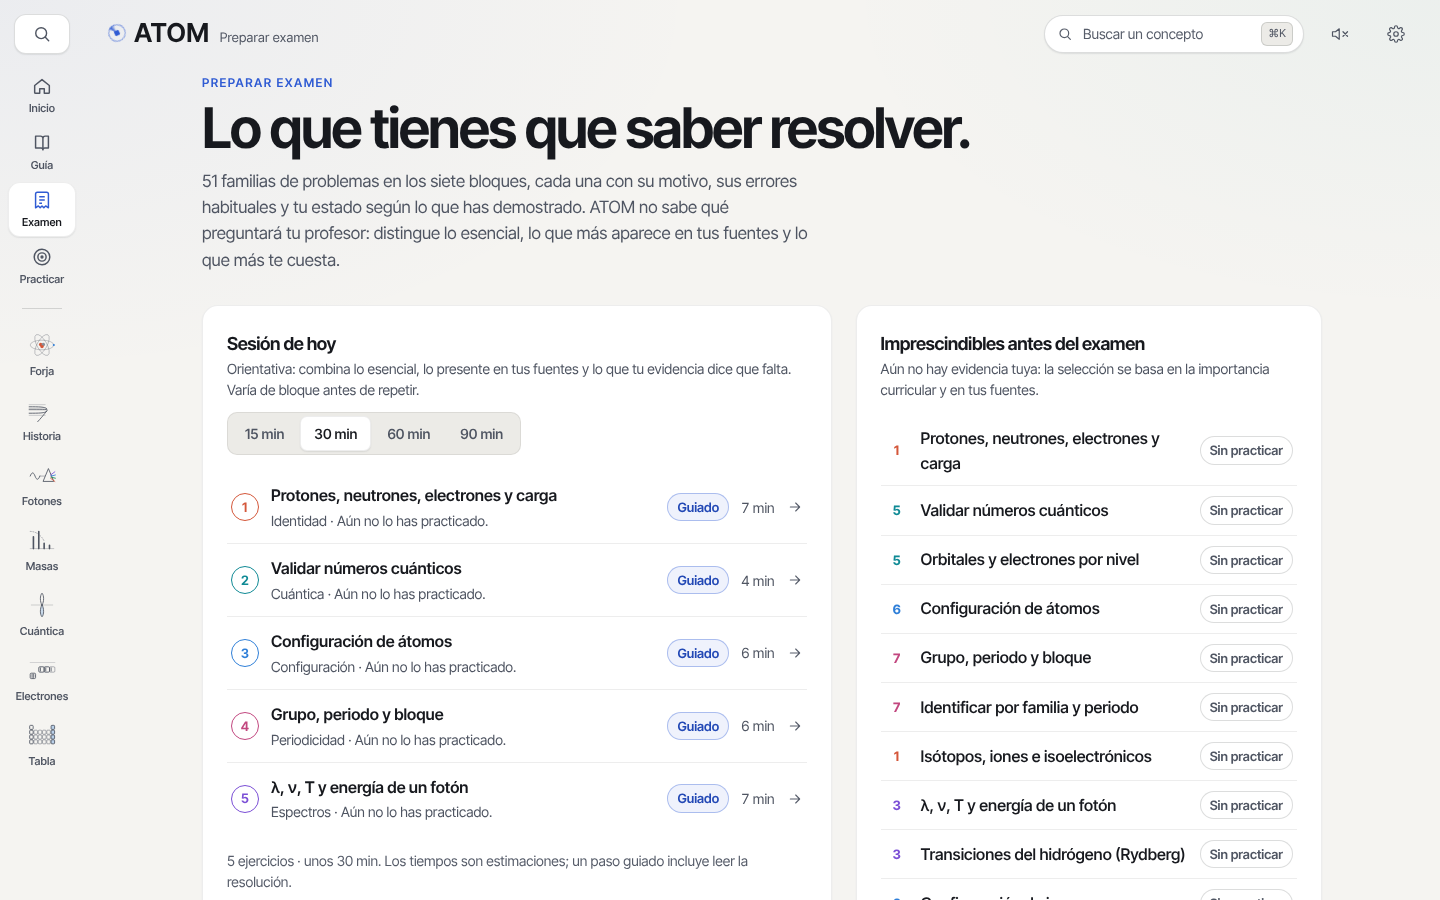 ATOM Preparar examen
Buscar un concepto ⌘K
Inicio
Guía
Examen
Practicar
Forja
Historia
Fotones
Masas
Cuántica
Electrones
Tabla
PREPARAR EXAMEN
Lo que tienes que saber resolver.
51 familias de problemas en los siete bloques, cada una con su motivo, sus errores
habituales y tu estado según lo que has demostrado. ATOM no sabe qué
preguntará tu profesor: distingue lo esencial, lo que más aparece en tus fuentes y lo
que más te cuesta.
Sesión de hoy
Orientativa: combina lo esencial, lo presente en tus fuentes y lo que tu evidencia dice que falta.
Varía de bloque antes de repetir.
15 min 30 min 60 min 90 min
1 Protones, neutrones, electrones y carga
Identidad · Aún no lo has practicado.
Guiado 7 min →
2 Validar números cuánticos
Cuántica · Aún no lo has practicado.
Guiado 4 min →
3 Configuración de átomos
Configuración · Aún no lo has practicado.
Guiado 6 min →
4 Grupo, periodo y bloque
Periodicidad · Aún no lo has practicado.
Guiado 6 min →
5 λ, ν, T y energía de un fotón
Espectros · Aún no lo has practicado.
Guiado 7 min →
5 ejercicios · unos 30 min. Los tiempos son estimaciones; un paso guiado incluye leer la
resolución.
Imprescindibles antes del examen
Aún no hay evidencia tuya: la selección se basa en la importancia
curricular y en tus fuentes.
1 Protones, neutrones, electrones y
carga
Sin practicar
5 Validar números cuánticos Sin practicar
5 Orbitales y electrones por nivel Sin practicar
6 Configuración de átomos Sin practicar
7 Grupo, periodo y bloque Sin practicar
7 Identificar por familia y periodo Sin practicar
1 Isótopos, iones e isoelectrónicos Sin practicar
3 λ, ν, T y energía de un fotón Sin practicar
3 Transiciones del hidrógeno (Rydberg) Sin practicar